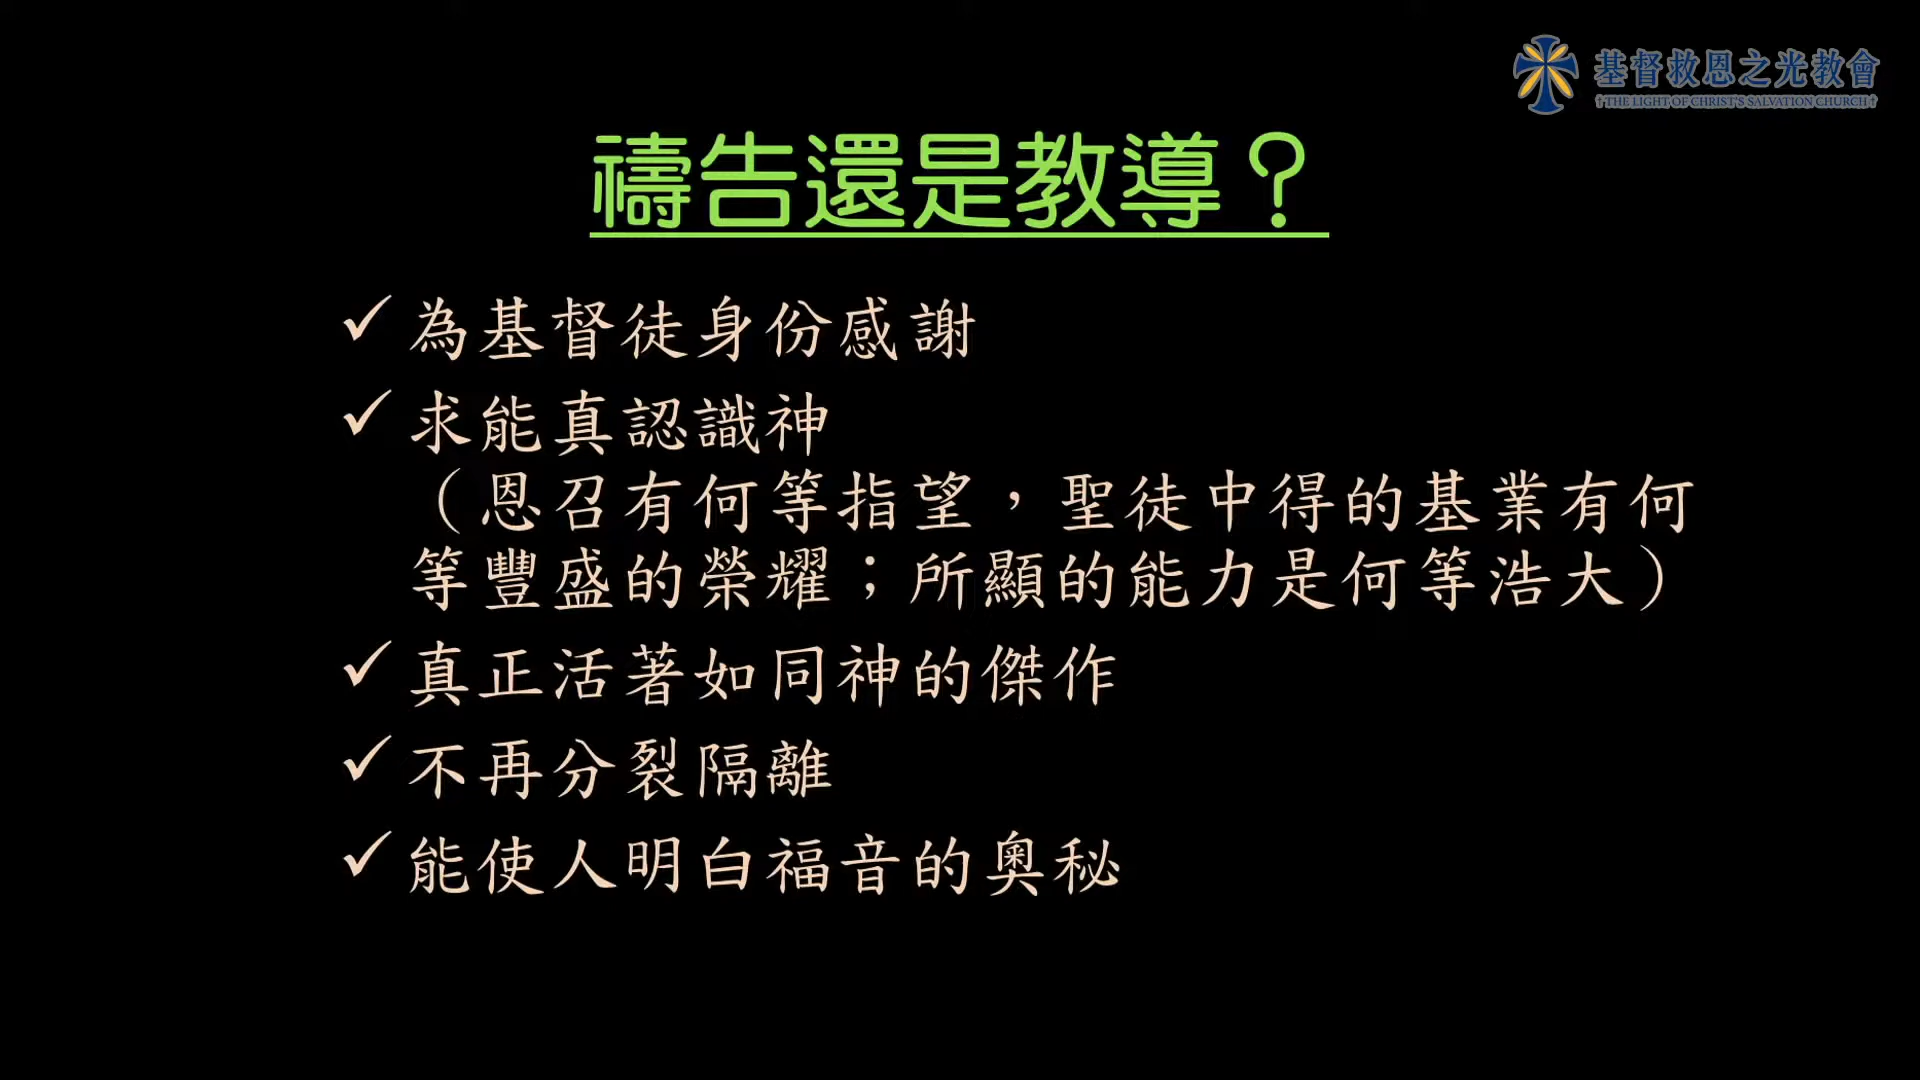 基督救恩之光教會
†THE LIGHT OF CHRIST'S SALVATION CHURCH†
禱告還是教導？
✓ 為基督徒身份感謝
✓ 求能真認識神
（恩召有何等指望，聖徒中得的基業有何
等豐盛的榮耀；所顯的能力是何等浩大）
✓ 真正活著如同神的傑作
✓ 不再分裂隔離
✓ 能使人明白福音的奧秘